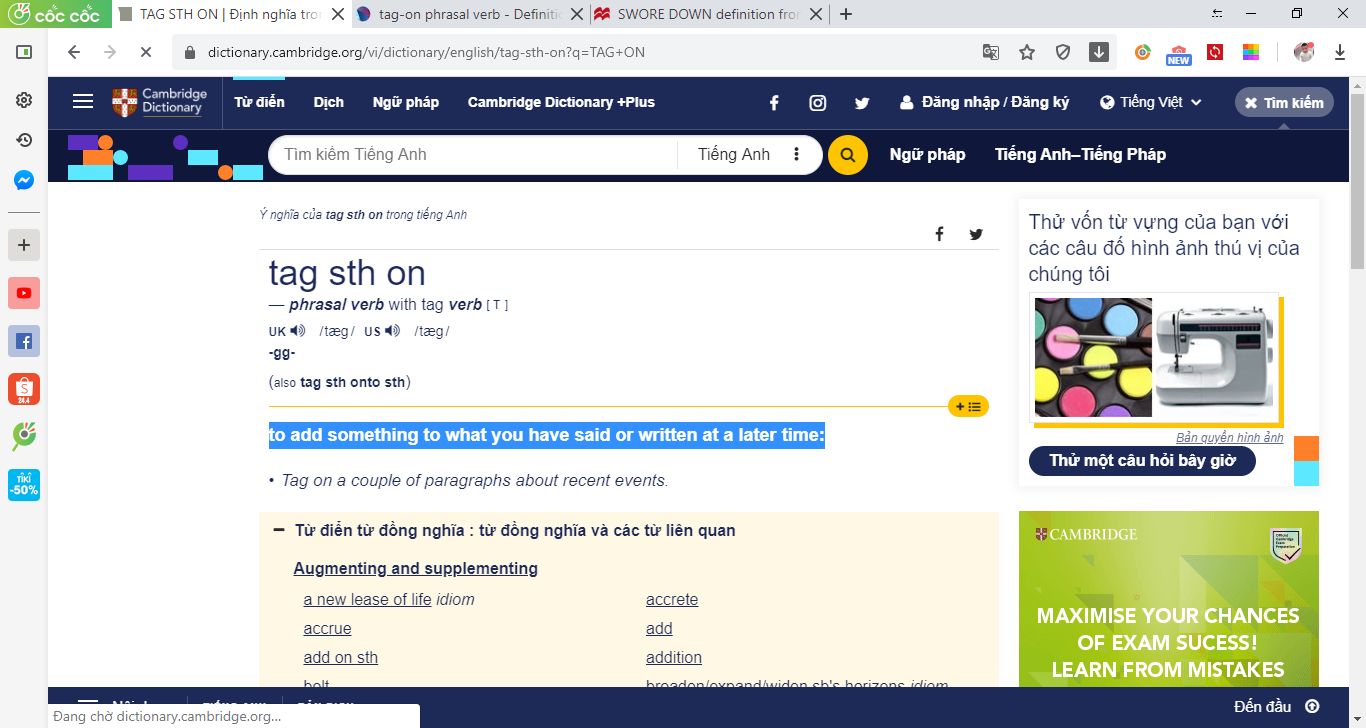 cốc cốc
TAG STH ON | Định nghĩa tron
tag-on phrasal verb - Definitio
SWORE DOWN definition fron
dictionary.cambridge.org/vi/dictionary/english/tag-sth-on?q=TAG+ON
NEW
Cambridge
Dictionary
Từ điển
Dịch
Ngữ pháp
Cambridge Dictionary +Plus
Đăng nhập / Đăng ký
Tiếng Việt
Tìm kiếm
Tìm kiếm Tiếng Anh
Tiếng Anh
Ngữ pháp
Tiếng Anh–Tiếng Pháp
Ý nghĩa của tag sth on trong tiếng Anh
tag sth on
— phrasal verb with tag verb [ T ]
UK /tæɡ/ US /tæɡ/
-gg-
(also tag sth onto sth)
to add something to what you have said or written at a later time:
• Tag on a couple of paragraphs about recent events.
Từ điển từ đồng nghĩa : từ đồng nghĩa và các từ liên quan
Augmenting and supplementing
a new lease of life idiom
accrete
accrue
add
add on sth
addition
bolt
broaden/expand/widen sb's horizons idiom
Thử vốn từ vựng của bạn với
các câu đố hình ảnh thú vị của
chúng tôi
Bản quyền hình ảnh
Thử một câu hỏi bây giờ
CAMBRIDGE
MAXIMISE YOUR CHANCES
OF EXAM SUCESS!
LEARN FROM MISTAKES
24.4
TIKI
-50%
Đến đầu
Đang chờ dictionary.cambridge.org...